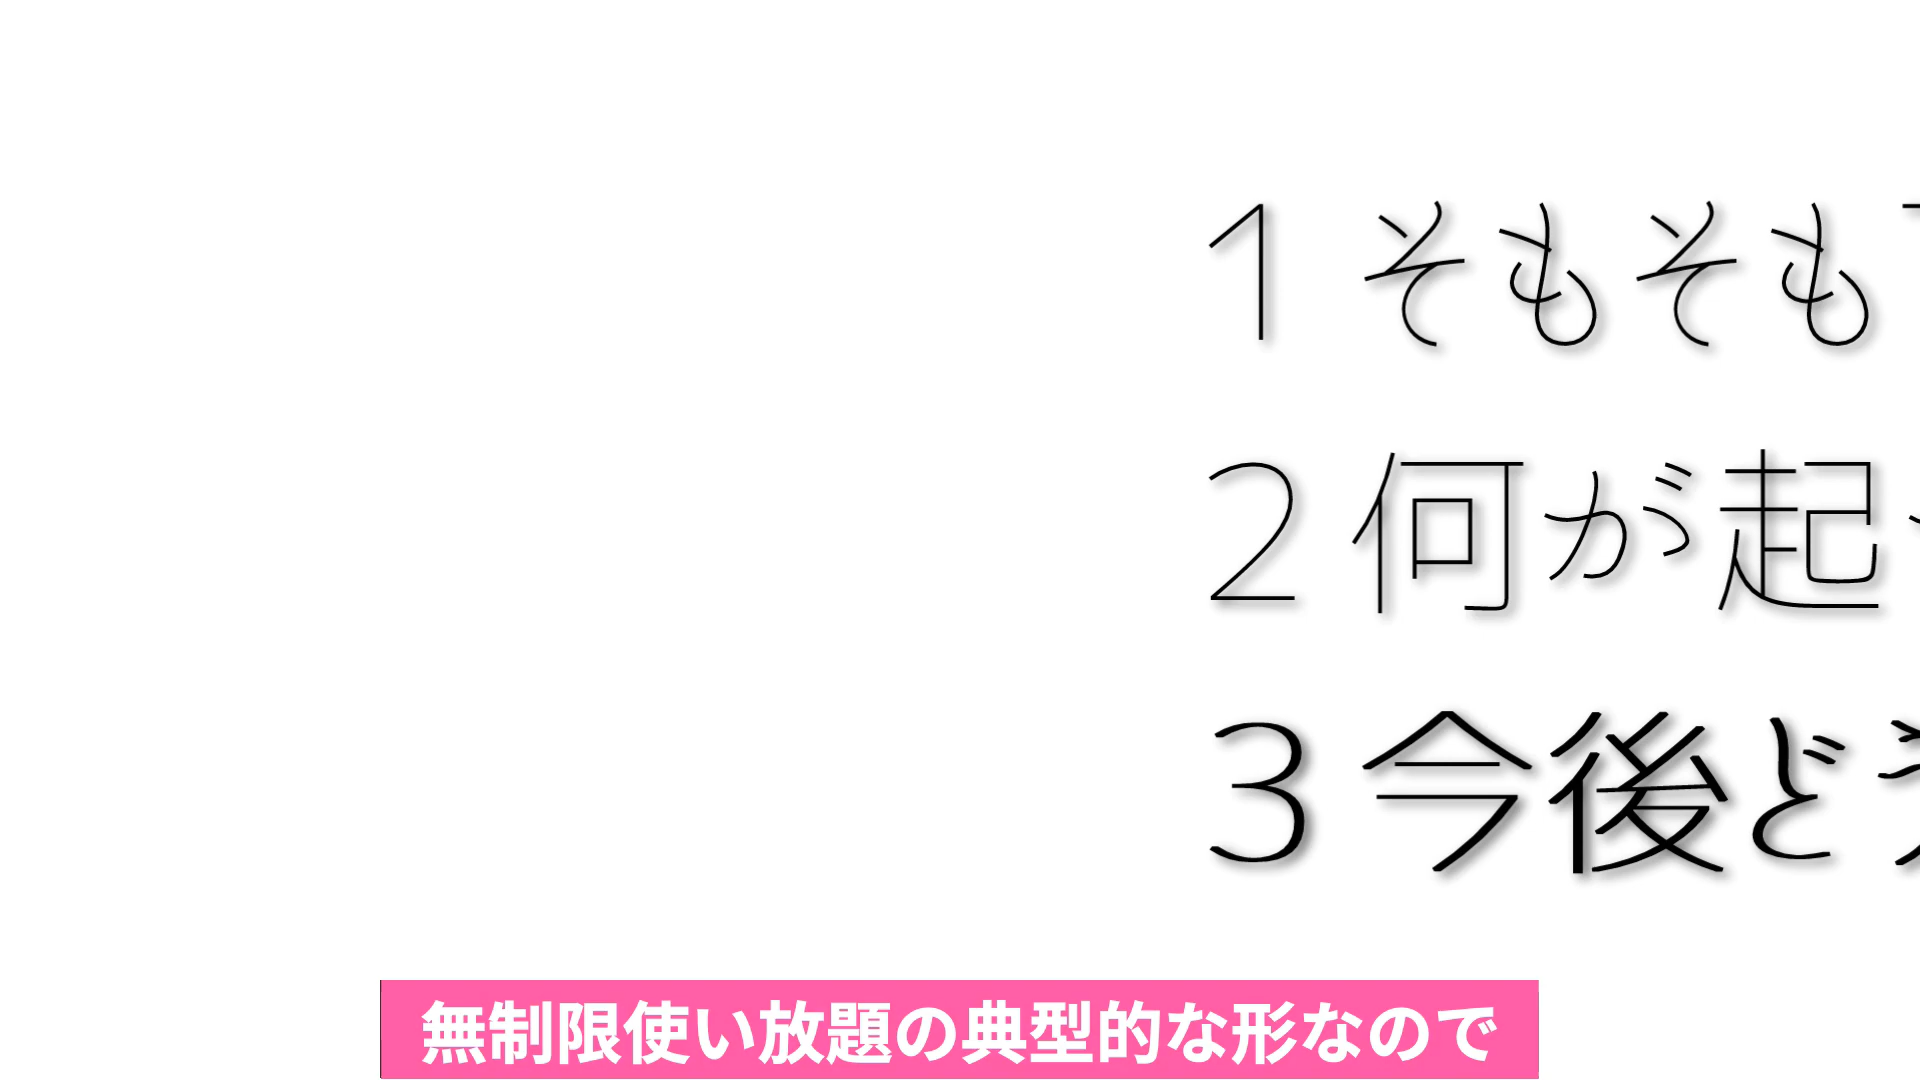 1 そもそも
2 何が起
3 今後ど
無制限使い放題の典型的な形なので